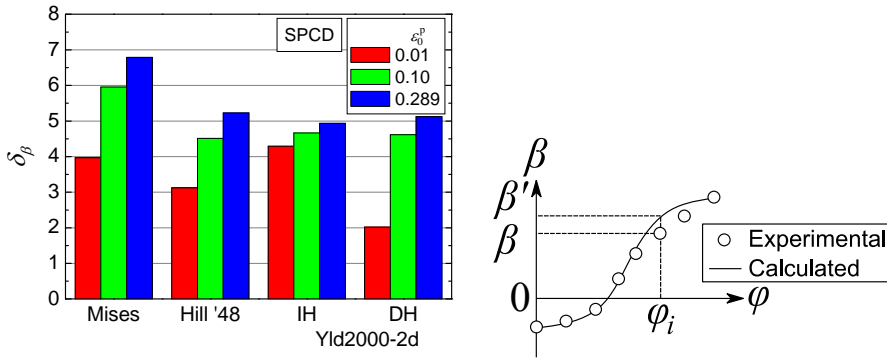 8
7
6
5
4
3
2
1
0
δβ
SPCD
ε₀ᵖ
0.01
0.10
0.289
Mises Hill '48 IH DH
Yld2000-2d
β
β'
β
0
φi
φ
Experimental
Calculated